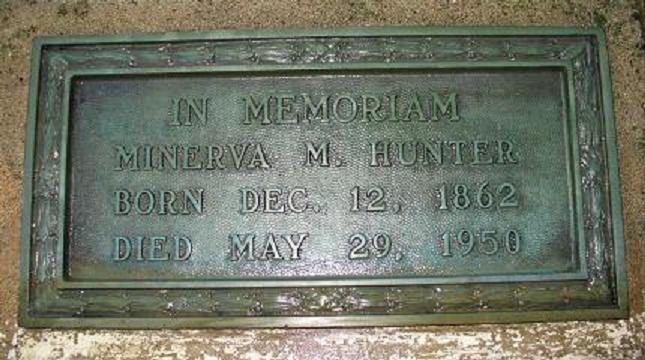 IN MEMORIAM
MINERVA M. HUNTER
BORN DEC. 12, 1862
DIED MAY 29, 1950